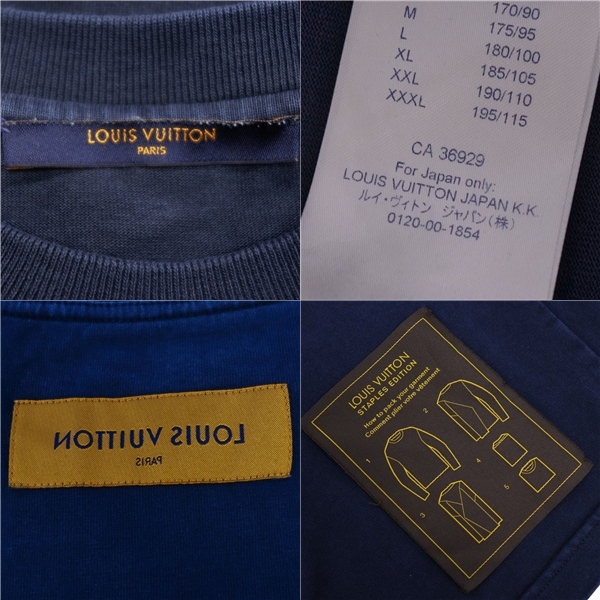 LOUIS VUITTON
PARIS
M 170/90
L 175/95
XL 180/100
XXL 185/105
XXXL 190/110
195/115
CA 36929
For Japan only:
LOUIS VUITTON JAPAN K.K.
ルイ・ヴィトン ジャパン(株)
0120-00-1854
LOUIS VUITTON
PARIS
LOUIS VUITTON
STAPLES EDITION
How to pack your garment
Comment plier votre vêtement
1
2
3
4
5